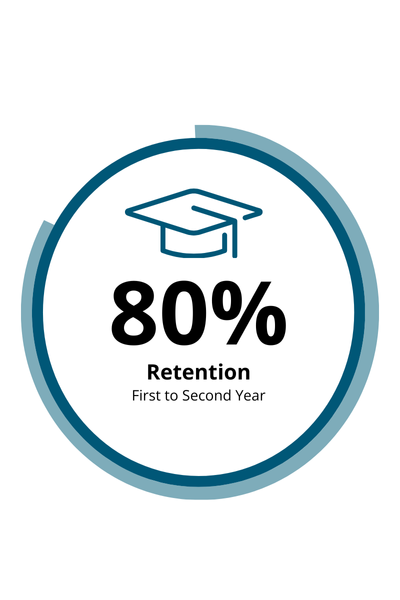 80%
Retention
First to Second Year